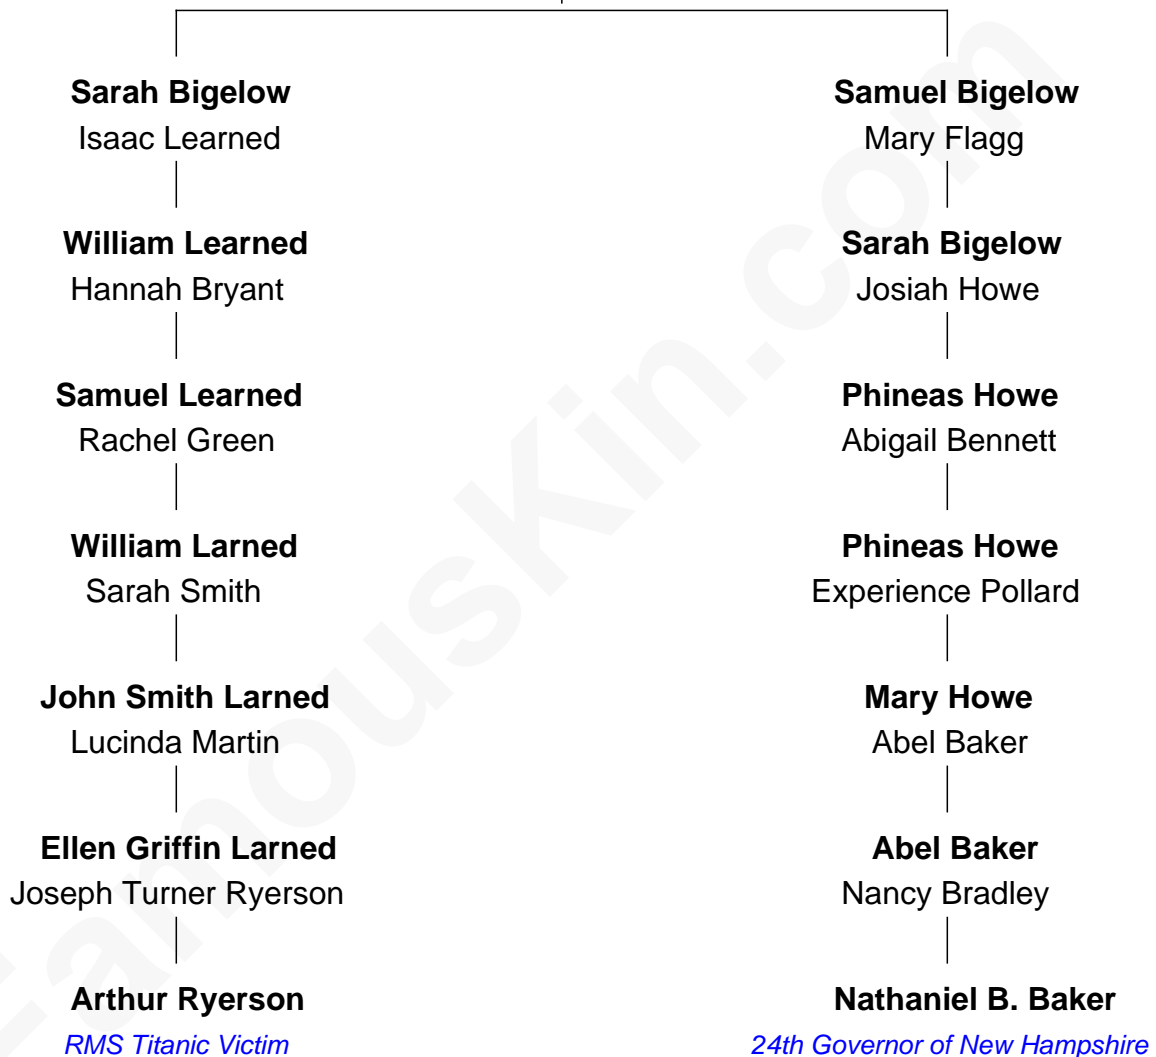 Sarah Bigelow
Isaac Learned
William Learned
Hannah Bryant
Samuel Learned
Rachel Green
William Larned
Sarah Smith
John Smith Larned
Lucinda Martin
Ellen Griffin Larned
Joseph Turner Ryerson
Arthur Ryerson
RMS Titanic Victim
Samuel Bigelow
Mary Flagg
Sarah Bigelow
Josiah Howe
Phineas Howe
Abigail Bennett
Phineas Howe
Experience Pollard
Mary Howe
Abel Baker
Abel Baker
Nancy Bradley
Nathaniel B. Baker
24th Governor of New Hampshire
FamousKin.com